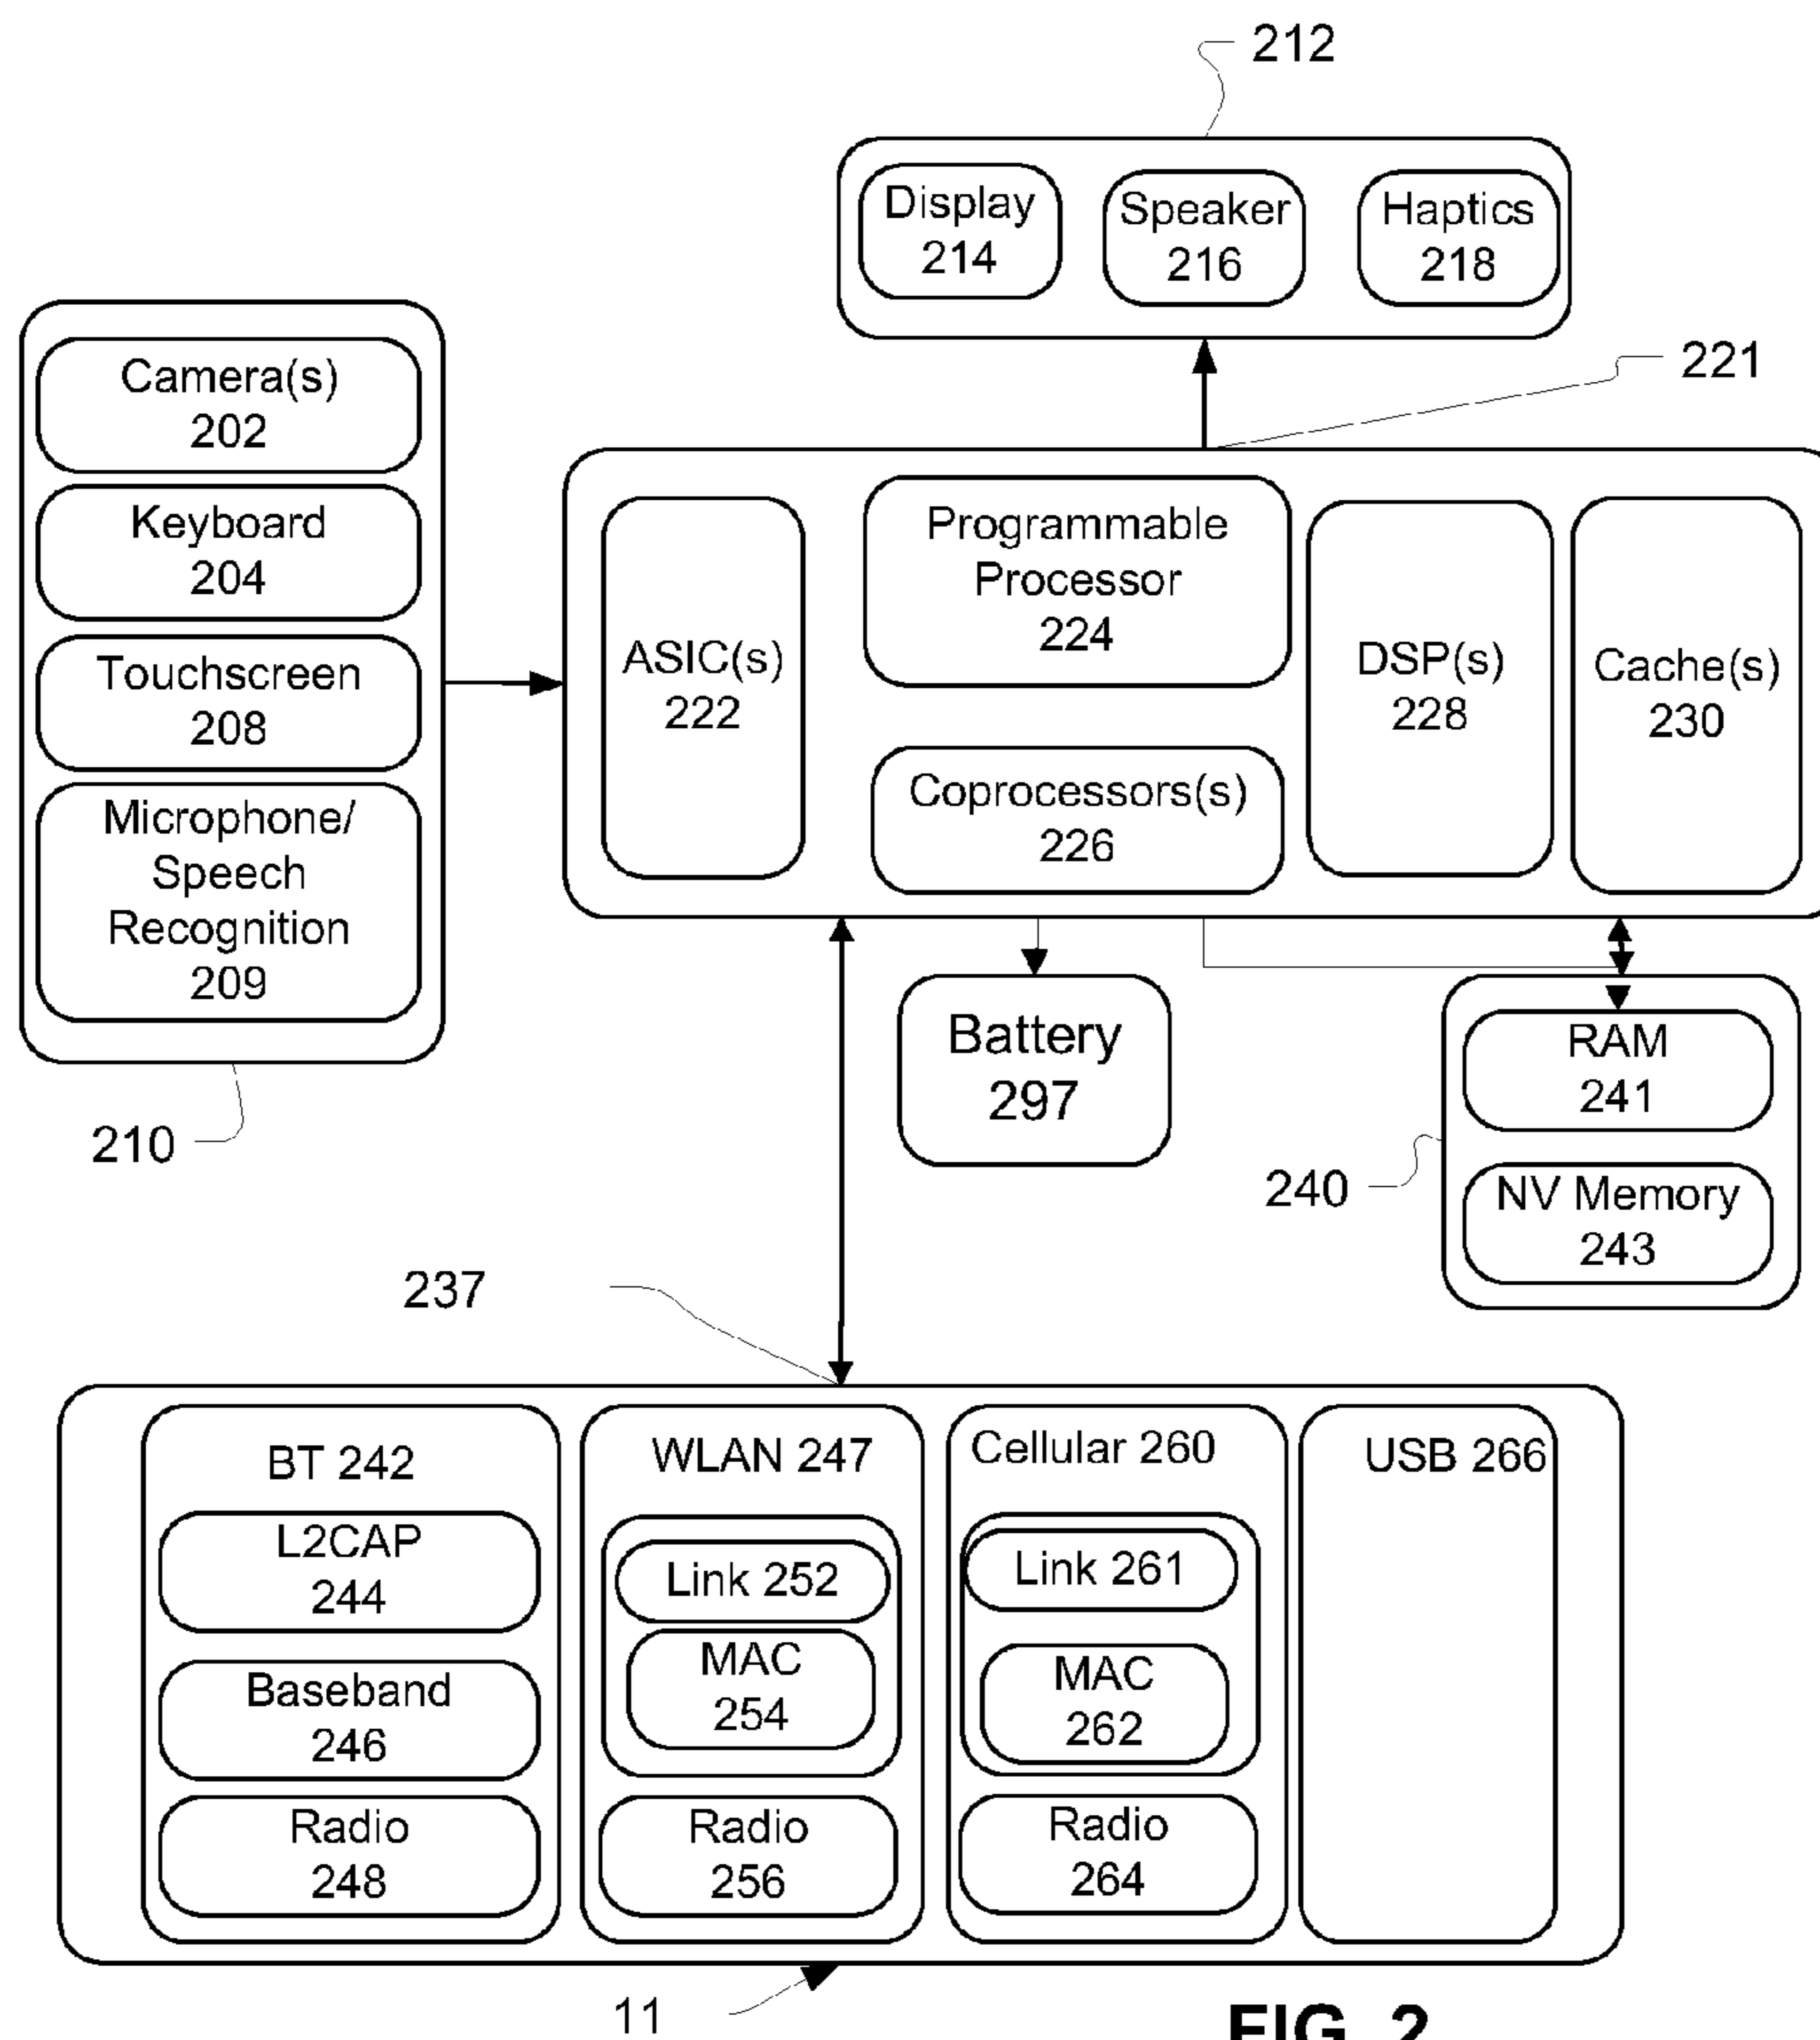 212
Display
214
Speaker
216
Haptics
218
221
Camera(s)
202
Keyboard
204
Touchscreen
208
Microphone/
Speech
Recognition
209
210
ASIC(s)
222
Programmable
Processor
224
Coprocessors(s)
226
DSP(s)
228
Cache(s)
230
Battery
297
RAM
241
NV Memory
243
240
237
BT 242
L2CAP
244
Baseband
246
Radio
248
WLAN 247
Link 252
MAC
254
Radio
256
Cellular 260
Link 261
MAC
262
Radio
264
USB 266
11
FIG. 2